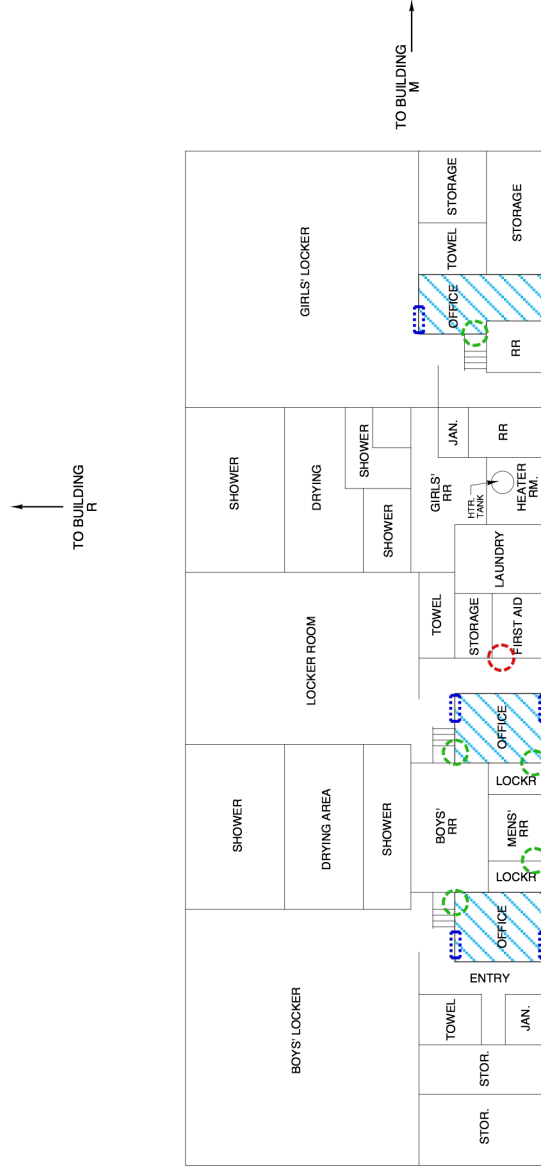 TO BUILDING
R
TO BUILDING
M
BOYS' LOCKER
SHOWER
DRYING AREA
SHOWER
LOCKER ROOM
SHOWER
DRYING
SHOWER
SHOWER
GIRLS' LOCKER
STOR.
STOR.
TOWEL
JAN.
ENTRY
OFFICE
LOCKR
BOYS'
RR
MENS'
RR
LOCKR
OFFICE
TOWEL
STORAGE
FIRST AID
LAUNDRY
GIRLS'
RR
HTR.
TANK
HEATER
RM.
JAN.
RR
RR
OFFICE
TOWEL
STORAGE
STORAGE